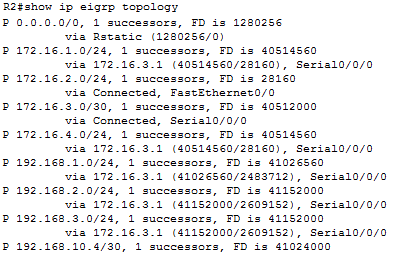 R2#show ip eigrp topology
P 0.0.0.0/0, 1 successors, FD is 1280256
via Rstatic (1280256/0)
P 172.16.1.0/24, 1 successors, FD is 40514560
via 172.16.3.1 (40514560/28160), Serial0/0/0
P 172.16.2.0/24, 1 successors, FD is 28160
via Connected, FastEthernet0/0
P 172.16.3.0/30, 1 successors, FD is 40512000
via Connected, Serial0/0/0
P 172.16.4.0/24, 1 successors, FD is 40514560
via 172.16.3.1 (40514560/28160), Serial0/0/0
P 192.168.1.0/24, 1 successors, FD is 41026560
via 172.16.3.1 (41026560/2483712), Serial0/0/0
P 192.168.2.0/24, 1 successors, FD is 41152000
via 172.16.3.1 (41152000/2609152), Serial0/0/0
P 192.168.3.0/24, 1 successors, FD is 41152000
via 172.16.3.1 (41152000/2609152), Serial0/0/0
P 192.168.10.4/30, 1 successors, FD is 41024000